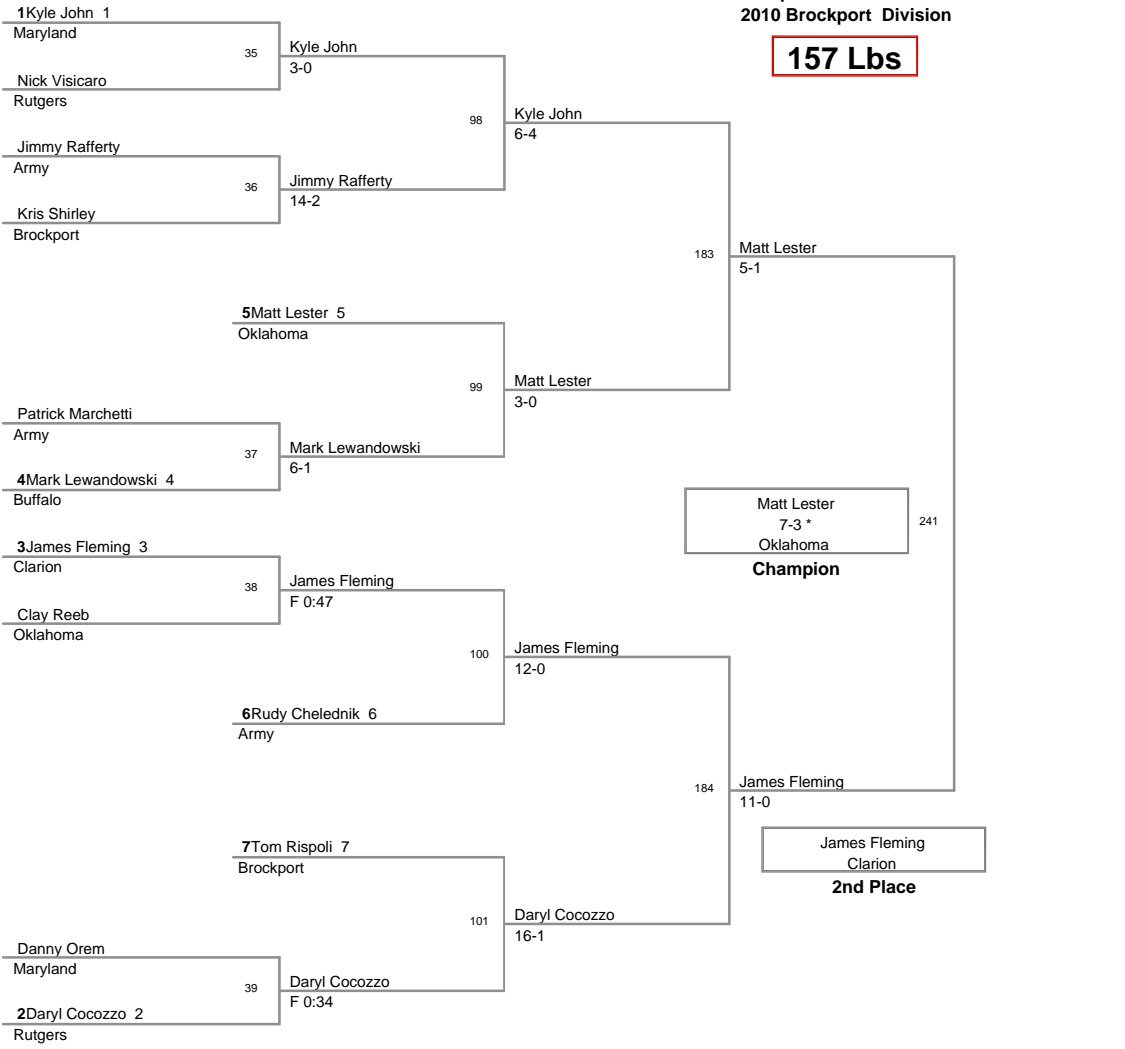 2010 Brockport Division
157 Lbs
1Kyle John 1
Maryland
35
Kyle John
3-0
Nick Visicaro
Rutgers
98
Kyle John
6-4
Jimmy Rafferty
Army
36
Jimmy Rafferty
14-2
Kris Shirley
Brockport
183
Matt Lester
5-1
5Matt Lester 5
Oklahoma
99
Matt Lester
3-0
Patrick Marchetti
Army
37
Mark Lewandowski
6-1
4Mark Lewandowski 4
Buffalo
Matt Lester
7-3 *
Oklahoma
Champion
241
3James Fleming 3
Clarion
38
James Fleming
F 0:47
Clay Reeb
Oklahoma
100
James Fleming
12-0
6Rudy Chelednik 6
Army
184
James Fleming
11-0
James Fleming
Clarion
2nd Place
7Tom Rispoli 7
Brockport
101
Daryl Cocozzo
16-1
Danny Orem
Maryland
39
Daryl Cocozzo
F 0:34
2Daryl Cocozzo 2
Rutgers